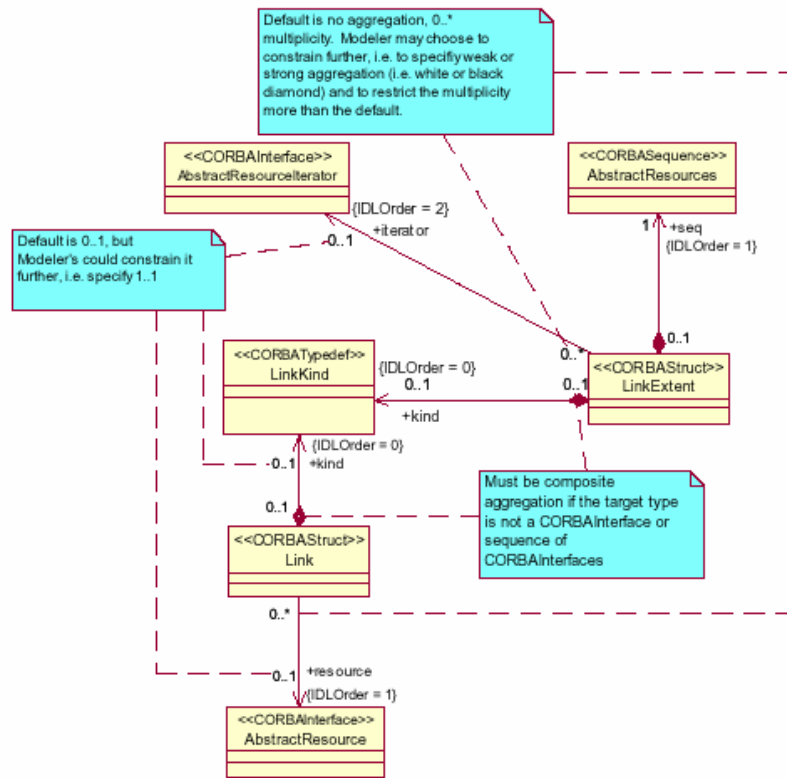 Default is no aggregation, 0..*
multiplicity. Modeler may choose to
constrain further, i.e. to specifiy weak or
strong aggregation (i.e. white or black
diamond) and to restrict the multiplicity
more than the default.
<<CORBAInterface>>
AbstractResourceIterator
<<CORBASequence>>
AbstractResources
{IDLOrder = 2}
0..1
+iterator
1
+seq
{IDLOrder = 1}
Default is 0..1, but
Modeler's could constrain it
further, i.e. specify 1..1
0..1
0..*
<<CORBATypedef>>
LinkKind
{IDLOrder = 0}
0..1
0..1
+kind
<<CORBAStruct>>
LinkExtent
{IDLOrder = 0}
0..1
+kind
0..1
Must be composite
aggregation if the target type
is not a CORBAInterface or
sequence of
CORBAInterfaces
<<CORBAStruct>>
Link
0..*
0..1
+resource
{IDLOrder = 1}
<<CORBAInterface>>
AbstractResource